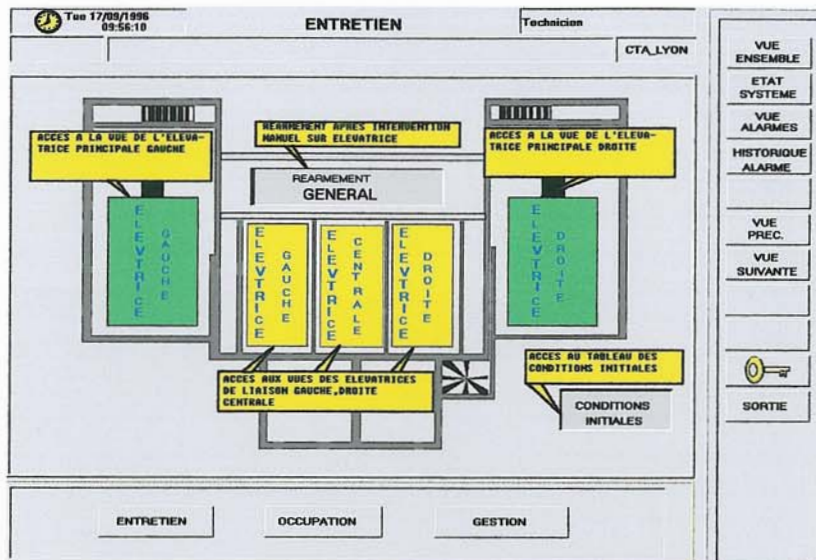 Tue 17/09/1996
09:56:10
ENTRETIEN
Technicien
CTA_LYON
ACCES A LA VUE DE L'ELEVA-
TRICE PRINCIPALE GAUCHE
REARMEMENT APRES INTERVENTION
MANUEL SUR ELEVATRICE
ACCES A LA VUE DE L'ELEVA-
TRICE PRINCIPALE DROITE
REARMEMENT
GENERAL
ELEVTRICE
GAUCHE
ELEVTRICE
GAUCHE
ELEVTRICE
CENTRALE
ELEVTRICE
DROITE
ELEVTRICE
DROITE
ACCES AUX VUES DES ELEVATRICES
DE LIAISON GAUCHE,DROITE
CENTRALE
ACCES AU TABLEAU DES
CONDITIONS INITIALES
CONDITIONS
INITIALES
ENTRETIEN
OCCUPATION
GESTION
VUE
ENSEMBLE
ETAT
SYSTEME
VUE
ALARMES
HISTORIQUE
ALARME
VUE
PREC.
VUE
SUIVANTE
SORTIE